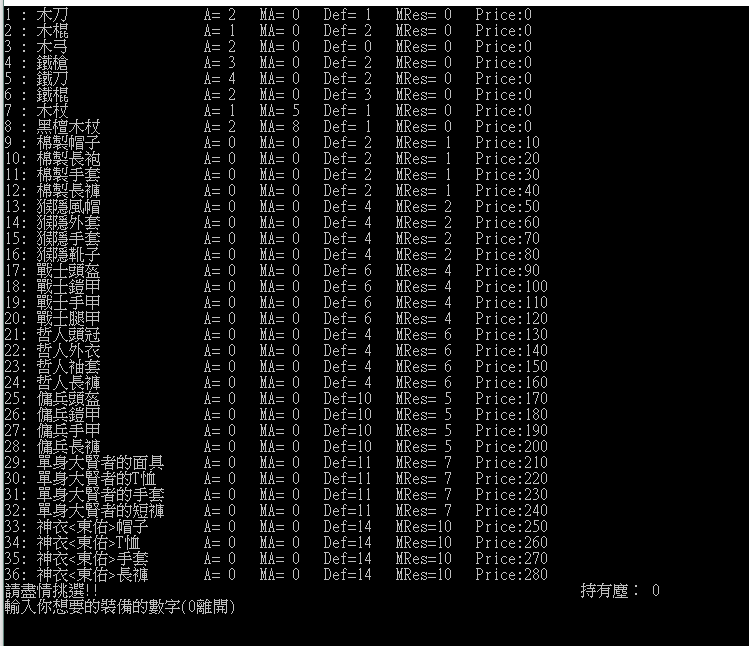 1 : 木刀 A= 2 MA= 0 Def= 1 MRes= 0 Price:0
2 : 木棍 A= 1 MA= 0 Def= 2 MRes= 0 Price:0
3 : 木弓 A= 2 MA= 0 Def= 0 MRes= 0 Price:0
4 : 鐵槍 A= 3 MA= 0 Def= 2 MRes= 0 Price:0
5 : 鐵刀 A= 4 MA= 0 Def= 2 MRes= 0 Price:0
6 : 鐵棍 A= 2 MA= 0 Def= 3 MRes= 0 Price:0
7 : 木杖 A= 1 MA= 5 Def= 1 MRes= 0 Price:0
8 : 黑檀木杖 A= 2 MA= 8 Def= 1 MRes= 0 Price:0
9 : 棉製帽子 A= 0 MA= 0 Def= 2 MRes= 1 Price:10
10: 棉製長袍 A= 0 MA= 0 Def= 2 MRes= 1 Price:20
11: 棉製手套 A= 0 MA= 0 Def= 2 MRes= 1 Price:30
12: 棉製長褲 A= 0 MA= 0 Def= 2 MRes= 1 Price:40
13: 猴隱風帽 A= 0 MA= 0 Def= 4 MRes= 2 Price:50
14: 猴隱外套 A= 0 MA= 0 Def= 4 MRes= 2 Price:60
15: 猴隱手套 A= 0 MA= 0 Def= 4 MRes= 2 Price:70
16: 猴隱靴子 A= 0 MA= 0 Def= 4 MRes= 2 Price:80
17: 戰士頭盔 A= 0 MA= 0 Def= 6 MRes= 4 Price:90
18: 戰士鎧甲 A= 0 MA= 0 Def= 6 MRes= 4 Price:100
19: 戰士手甲 A= 0 MA= 0 Def= 6 MRes= 4 Price:110
20: 戰士腿甲 A= 0 MA= 0 Def= 6 MRes= 4 Price:120
21: 哲人頭冠 A= 0 MA= 0 Def= 4 MRes= 6 Price:130
22: 哲人外衣 A= 0 MA= 0 Def= 4 MRes= 6 Price:140
23: 哲人袖套 A= 0 MA= 0 Def= 4 MRes= 6 Price:150
24: 哲人長褲 A= 0 MA= 0 Def= 4 MRes= 6 Price:160
25: 傭兵頭盔 A= 0 MA= 0 Def=10 MRes= 5 Price:170
26: 傭兵鎧甲 A= 0 MA= 0 Def=10 MRes= 5 Price:180
27: 傭兵手甲 A= 0 MA= 0 Def=10 MRes= 5 Price:190
28: 傭兵長褲 A= 0 MA= 0 Def=10 MRes= 5 Price:200
29: 單身大賢者的面具 A= 0 MA= 0 Def=11 MRes= 7 Price:210
30: 單身大賢者的T恤 A= 0 MA= 0 Def=11 MRes= 7 Price:220
31: 單身大賢者的手套 A= 0 MA= 0 Def=11 MRes= 7 Price:230
32: 單身大賢者的短褲 A= 0 MA= 0 Def=11 MRes= 7 Price:240
33: 神衣<東佑>帽子 A= 0 MA= 0 Def=14 MRes=10 Price:250
34: 神衣<東佑>T恤 A= 0 MA= 0 Def=14 MRes=10 Price:260
35: 神衣<東佑>手套 A= 0 MA= 0 Def=14 MRes=10 Price:270
36: 神衣<東佑>長褲 A= 0 MA= 0 Def=14 MRes=10 Price:280
請盡情挑選!! 持有塵： 0
輸入你想要的裝備的數字(0離開)